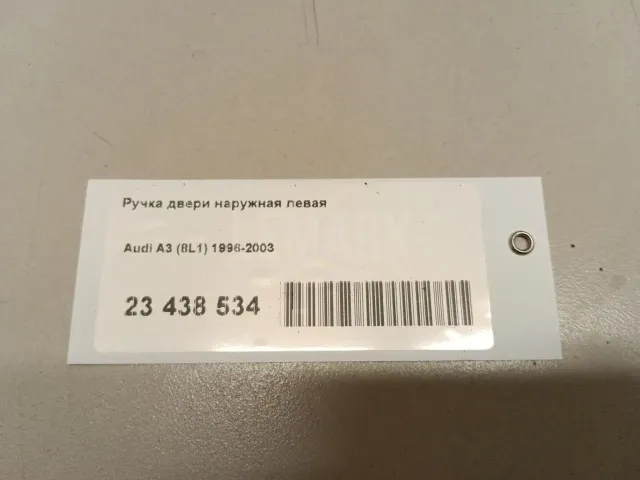 Ручка двери наружная левая
Audi A3 (8L1) 1996-2003
23 438 534